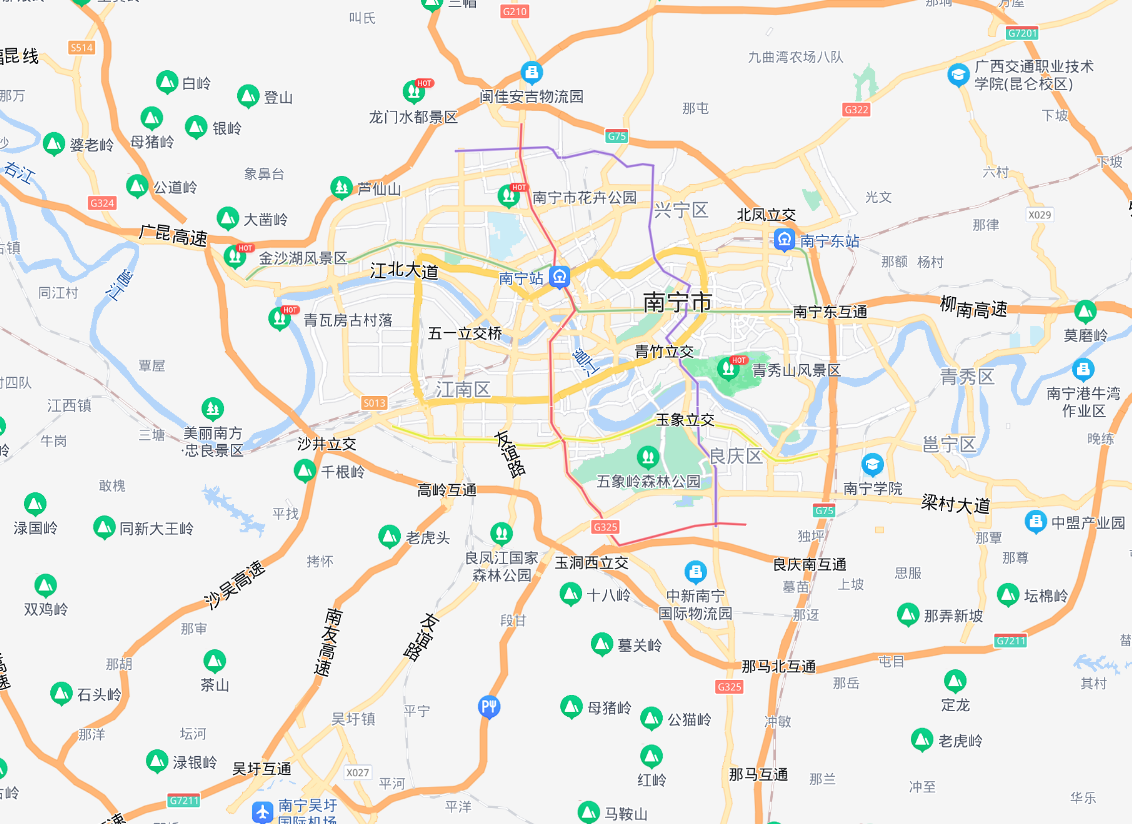 叫氏
G210
三帽
那垌
G7201
S514
昆线
九曲湾农场八队
广西交通职业技术
学院(昆仑校区)
白岭
登山
HOT
龙门水都景区
闽佳安吉物流园
那万
那屯
G322
下坡
母猪岭
银岭
婆老岭
G75
右江
象鼻台
公道岭
芦仙山
HOT
南宁市花卉公园
下坡
六村
光文
G324
大凿岭
兴宁区
北凤立交
X029
那律
广昆高速
HOT
金沙湖风景区
江北大道
南宁站
南宁东站
那额
杨村
古镇
同江村
邕江
南宁市
南宁东互通
柳南高速
HOT
青瓦房古村落
五一立交桥
莫磨岭
覃屋
邕江
青竹立交
HOT
青秀山风景区
青秀区
南宁港牛湾
作业区
江南区
江西镇
S013
美丽南方
·忠良景区
三塘
牛岗
沙井立交
友谊路
玉象立交
良庆区
邕宁区
晚练
千根岭
五象岭森林公园
南宁学院
敢槐
高岭互通
梁村大道
渌国岭
同新大王岭
平找
G325
G75
中盟产业园
老虎头
良凤江国家
森林公园
独坪
那覃
那尊
拷怀
玉洞西立交
良庆南互通
沙吴高速
双鸡岭
十八岭
中新南宁
国际物流园
墓苗
上坡
思服
坛棉岭
那审
南友高速
友谊路
段甘
那迓
那弄新坡
墓关岭
G7211
那胡
茶山
那马北互通
屯目
其村
石头岭
G325
那岳
定龙
母猪岭
公猫岭
吴圩镇
平宁
冲敏
那洋
坛河
老虎岭
渌银岭
吴圩互通
X027
平河
红岭
那马互通
那兰
冲至
华乐
G7211
南宁吴圩
国际机场
平洋
马鞍山